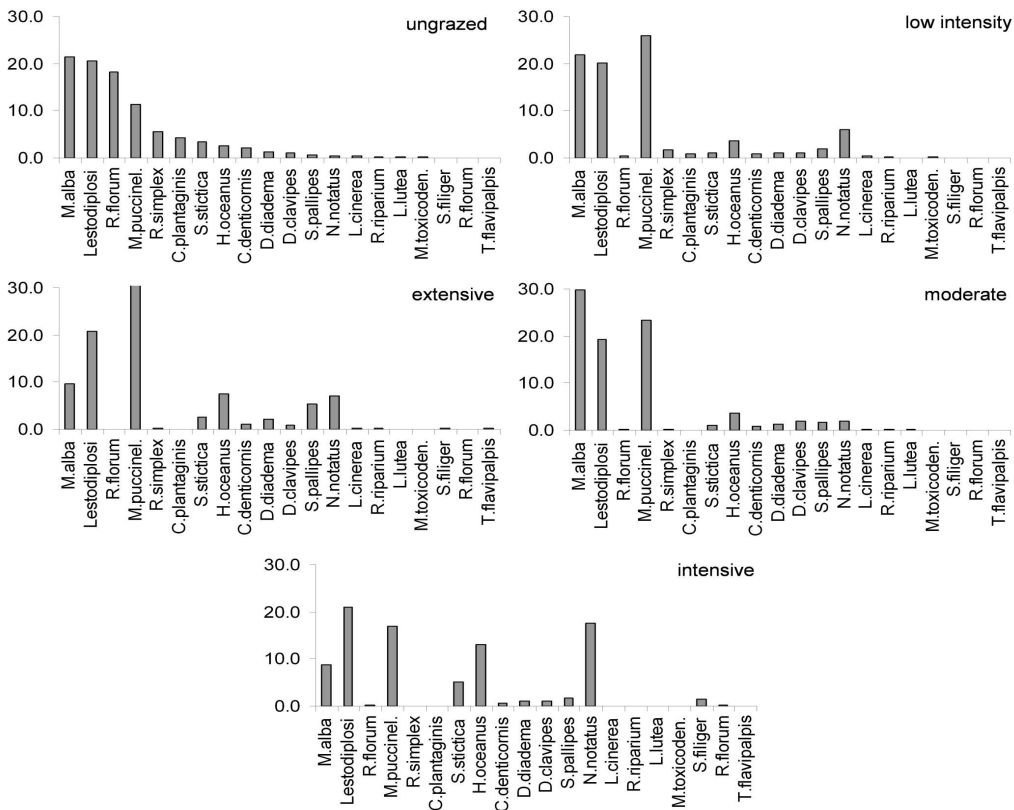 ungrazed
30.0
20.0
10.0
0.0
M.alba
Lestodiplosi
R.florum
M.puccinel.
R.simplex
C.plantaginis
S.stictica
H.oceanus
C.denticornis
D.diadema
D.clavipes
S.pallipes
N.notatus
L.cinerea
R.riparium
L.lutea
M.toxicoden.
S.filiger
R.florum
T.flavipalpis
low intensity
30.0
20.0
10.0
0.0
M.alba
Lestodiplosi
R.florum
M.puccinel.
R.simplex
C.plantaginis
S.stictica
H.oceanus
C.denticornis
D.diadema
D.clavipes
S.pallipes
N.notatus
L.cinerea
R.riparium
L.lutea
M.toxicoden.
S.filiger
R.florum
T.flavipalpis
extensive
30.0
20.0
10.0
0.0
M.alba
Lestodiplosi
R.florum
M.puccinel.
R.simplex
C.plantaginis
S.stictica
H.oceanus
C.denticornis
D.diadema
D.clavipes
S.pallipes
N.notatus
L.cinerea
R.riparium
L.lutea
M.toxicoden.
S.filiger
R.florum
T.flavipalpis
moderate
30.0
20.0
10.0
0.0
M.alba
Lestodiplosi
R.florum
M.puccinel.
R.simplex
C.plantaginis
S.stictica
H.oceanus
C.denticornis
D.diadema
D.clavipes
S.pallipes
N.notatus
L.cinerea
R.riparium
L.lutea
M.toxicoden.
S.filiger
R.florum
T.flavipalpis
intensive
30.0
20.0
10.0
0.0
M.alba
Lestodiplosi
R.florum
M.puccinel.
R.simplex
C.plantaginis
S.stictica
H.oceanus
C.denticornis
D.diadema
D.clavipes
S.pallipes
N.notatus
L.cinerea
R.riparium
L.lutea
M.toxicoden.
S.filiger
R.florum
T.flavipalpis